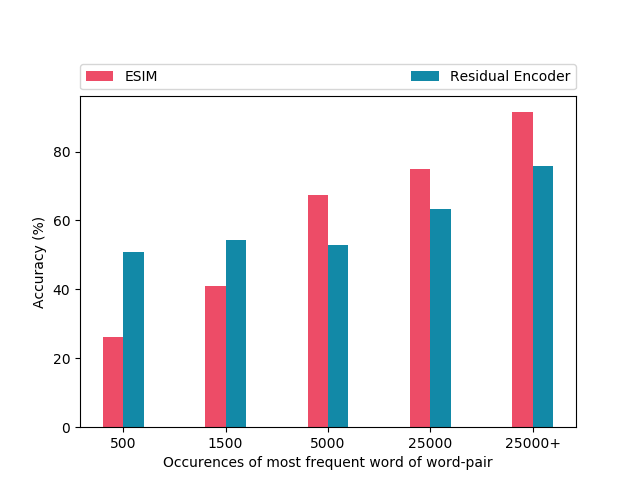 ESIM
Residual Encoder
80
60
40
20
0
Accuracy (%)
500
1500
5000
25000
25000+
Occurences of most frequent word of word-pair